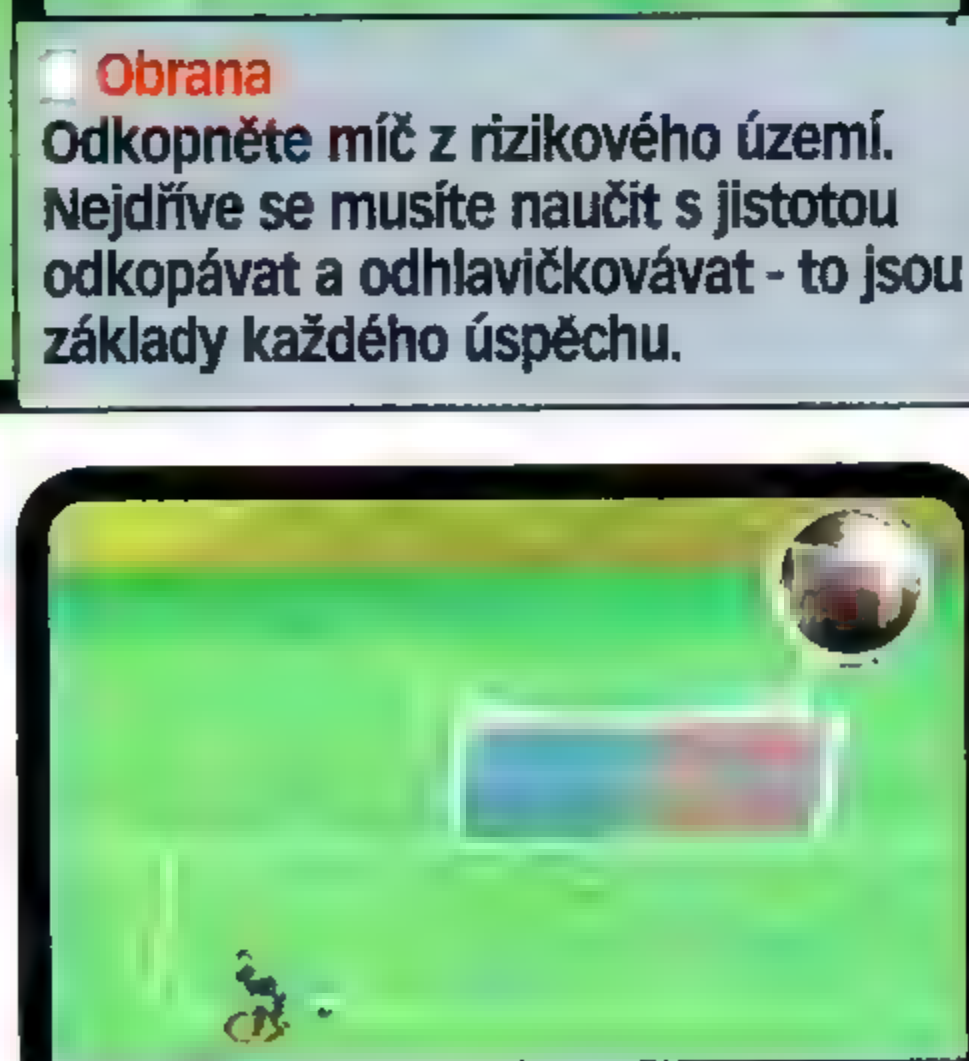 Obrana
Odkopněte míč z rizikového území.
Nejdříve se musíte naučit s jistotou
odkopávat a odhlavičkovávat - to jsou
základy každého úspěchu.